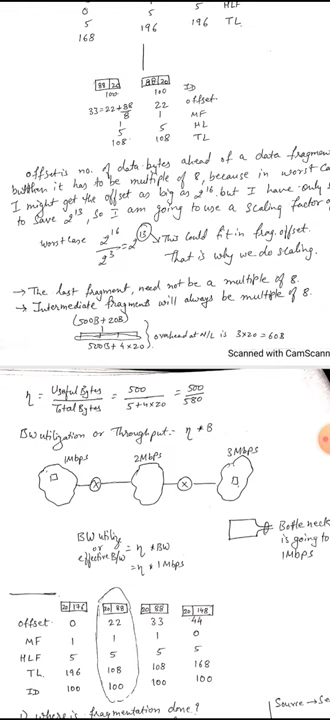 0 5 5 HLF
5 196 196 TL
168
88 20 88 20 ID
100 100
33=22+88/8 22 offset
1 1 MF
5 5 HL
108 108 TL
offset is no. of data bytes ahead of a data fragment
but then it has to be multiple of 8, because in worst ca
I might get the offset as big as 2^16 but I have only s
to save 2^13, so I am going to use a scaling factor o
worst case 2^16/2^3 = 2^13 → This could fit in frag. offset.
That is why we do scaling.
→ The last fragment, need not be a multiple of 8.
→ Intermediate fragments will always be multiple of 8.
(500B + 20B)
500B + 4×20 } overhead at N/L is 3×20 = 60B
Scanned with CamScann
η = Useful Bytes/Total Bytes = 500/5+4×20 = 500/580
BW utilization or Throughput:- η * B
1Mbps 2Mbps 3Mbps
BW utiliz or effective B/W = η * BW
= η * 1Mbps
Bottleneck
is going to
1Mbps
20 176 20 88 20 88 20 148
offset 0 22 33 44
MF 1 1 1 0
HLF 5 5 5 5
TL 196 108 108 168
ID 100 100 100 100
where is fragmentation done?
Source → Se